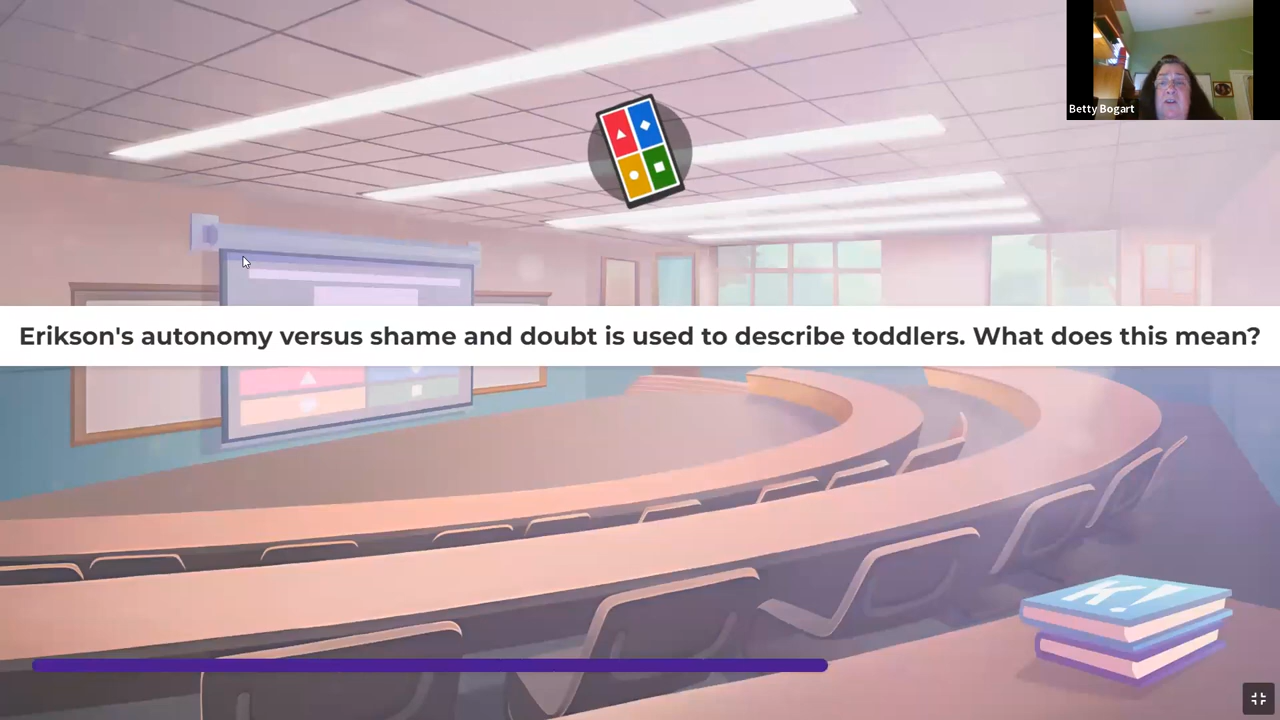 Betty Bogart
Erikson's autonomy versus shame and doubt is used to describe toddlers. What does this mean?
K!